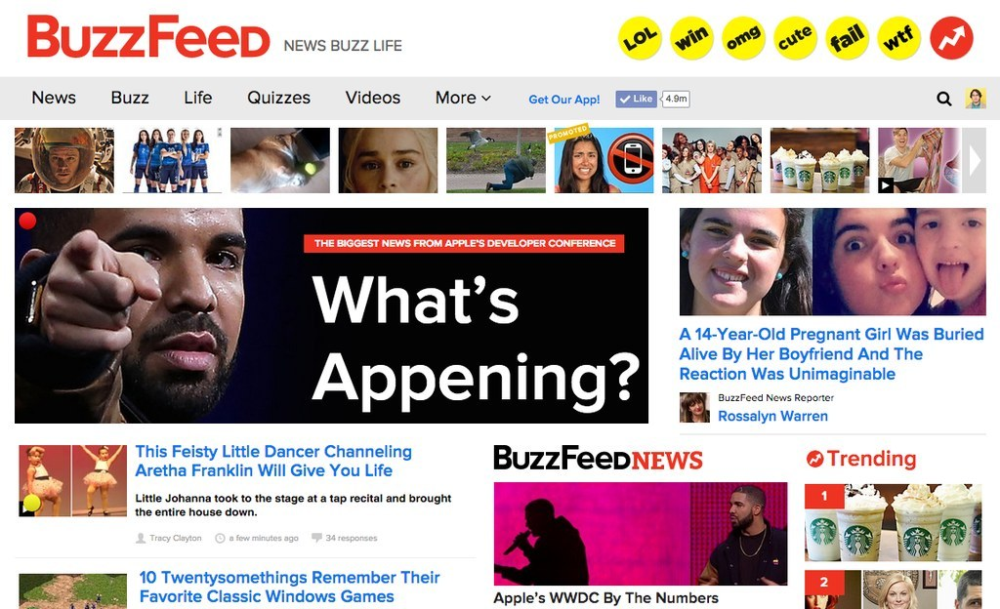 BuzzFeed
NEWS BUZZ LIFE
LOL
win
omg
cute
fail
wtf
News
Buzz
Life
Quizzes
Videos
More
Get Our App!
Like
4.9m
PROMOTED
THE BIGGEST NEWS FROM APPLE'S DEVELOPER CONFERENCE
What's
Appening?
A 14-Year-Old Pregnant Girl Was Buried
Alive By Her Boyfriend And The
Reaction Was Unimaginable
BuzzFeed News Reporter
Rossalyn Warren
This Feisty Little Dancer Channeling
Aretha Franklin Will Give You Life
Little Johanna took to the stage at a tap recital and brought
the entire house down.
Tracy Clayton
a few minutes ago
34 responses
10 Twentysomethings Remember Their
Favorite Classic Windows Games
BuzzFeedNEWS
Apple's WWDC By The Numbers
Trending
1
2